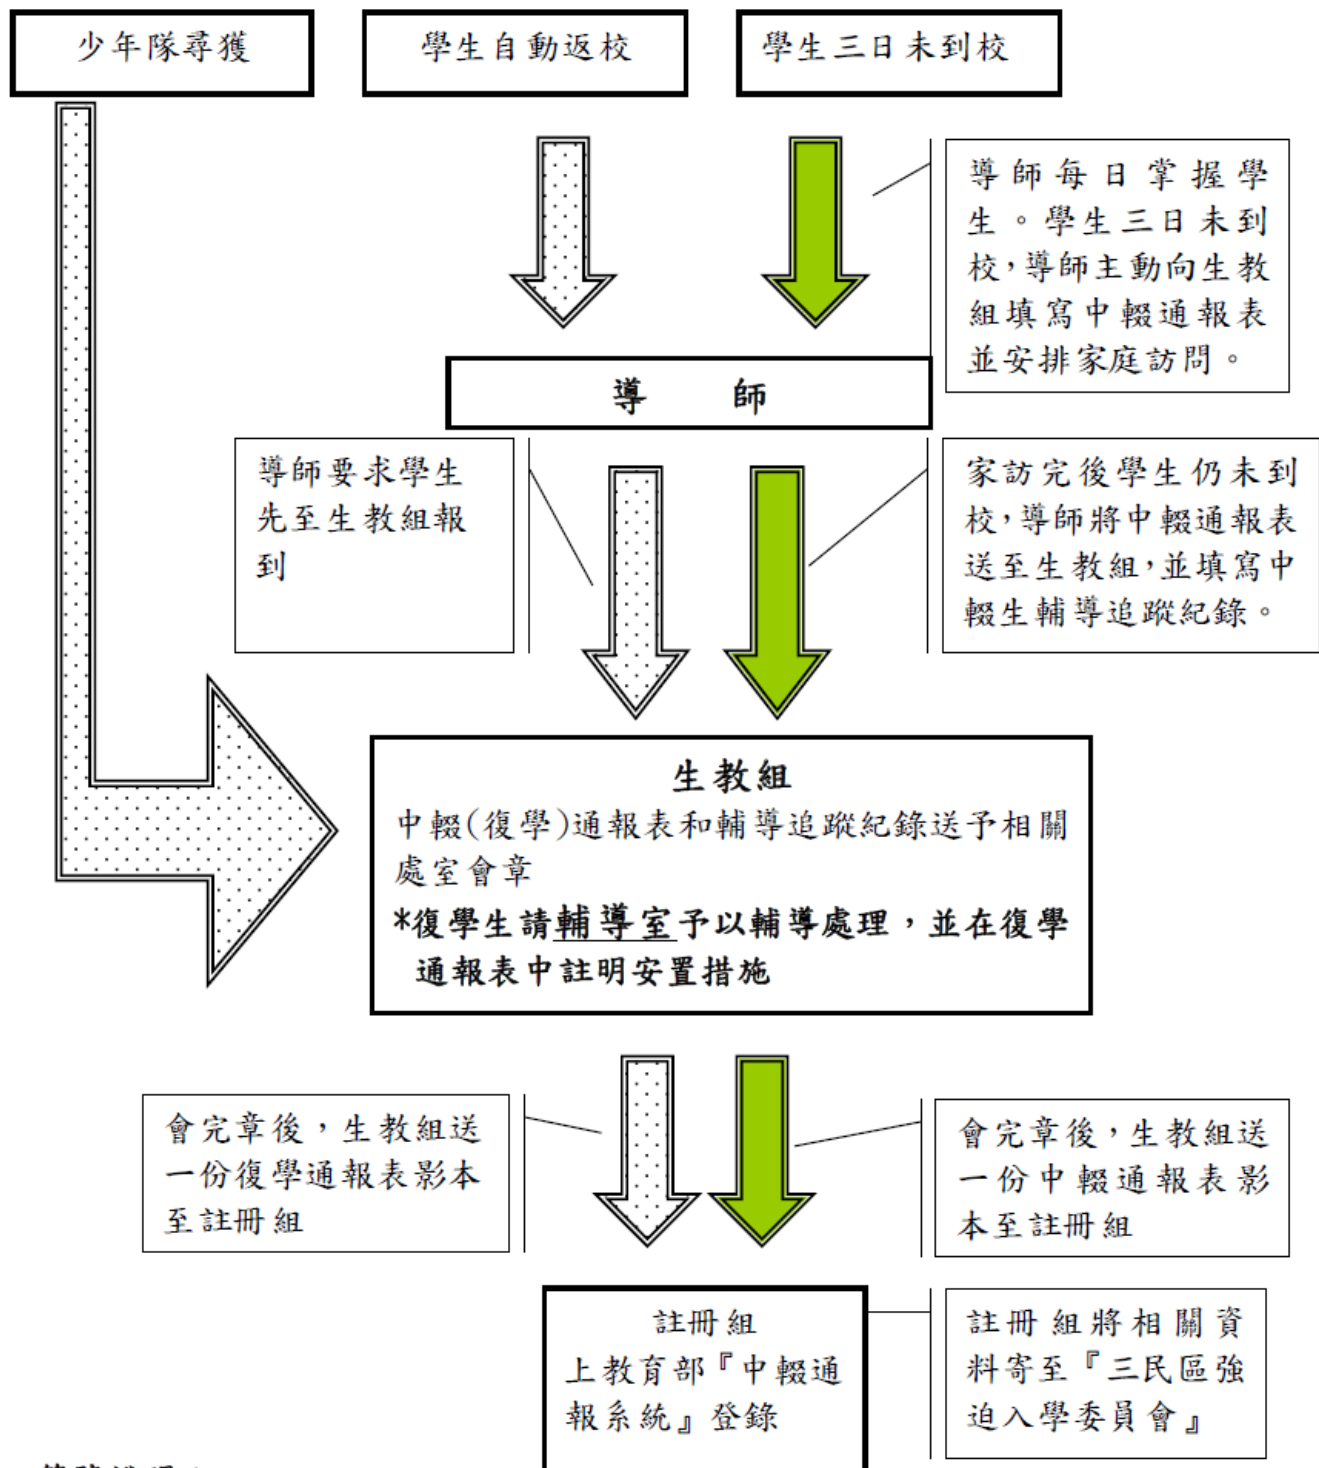 少年隊尋獲
學生自動返校
學生三日未到校
導師每日掌握學
生。學生三日未到
校,導師主動向生教
組填寫中輟通報表
並安排家庭訪問。
導 師
導師要求學生
先至生教組報
到
家訪完後學生仍未到
校,導師將中輟通報表
送至生教組,並填寫中
輟生輔導追蹤紀錄。
生教組
中輟(復學)通報表和輔導追蹤紀錄送予相關
處室會章
*復學生請輔導室予以輔導處理,並在復學
通報表中註明安置措施
會完章後,生教組送
一份復學通報表影本
至註冊組
會完章後,生教組送
一份中輟通報表影
本至註冊組
註冊組
上教育部『中輟通
報系統』登錄
註冊組將相關資
料寄至『三民區強
迫入學委員會』